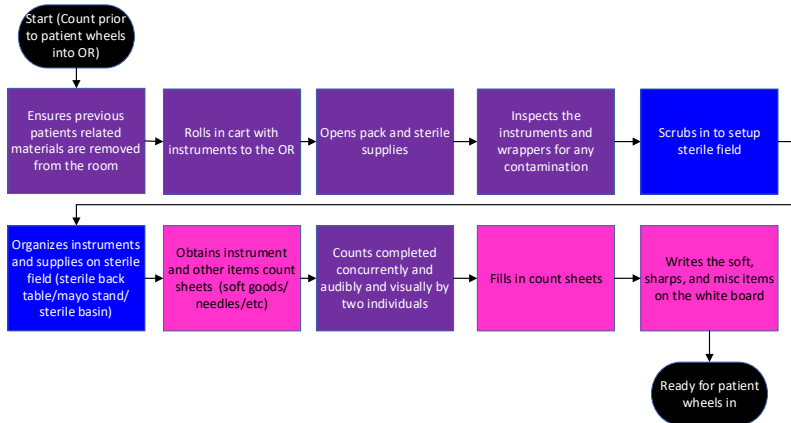 Start (Count prior
to patient wheels
into OR)
Ensures previous
patients related
materials are removed
from the room
Rolls in cart with
instruments to the OR
Opens pack and sterile
supplies
Inspects the
instruments and
wrappers for any
contamination
Scrubs in to setup
sterile field
Organizes instruments
and supplies on sterile
field (sterile back
table/mayo stand/
sterile basin)
Obtains instrument
and other items count
sheets (soft goods/
needles/etc)
Counts completed
concurrently and
audibly and visually by
two individuals
Fills in count sheets
Writes the soft,
sharps, and misc items
on the white board
Ready for patient
wheels in